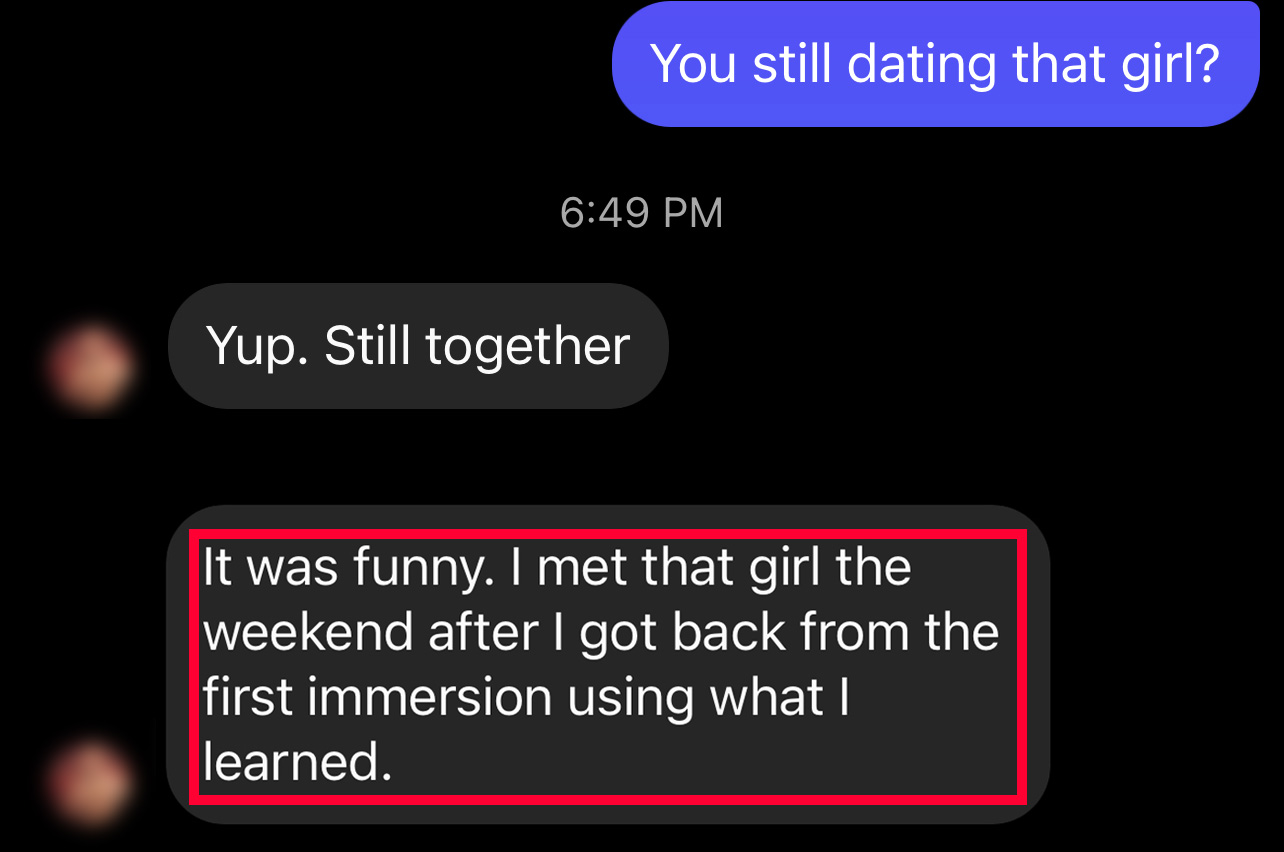 You still dating that girl?
6:49 PM
Yup. Still together
It was funny. I met that girl the
weekend after I got back from the
first immersion using what I
learned.